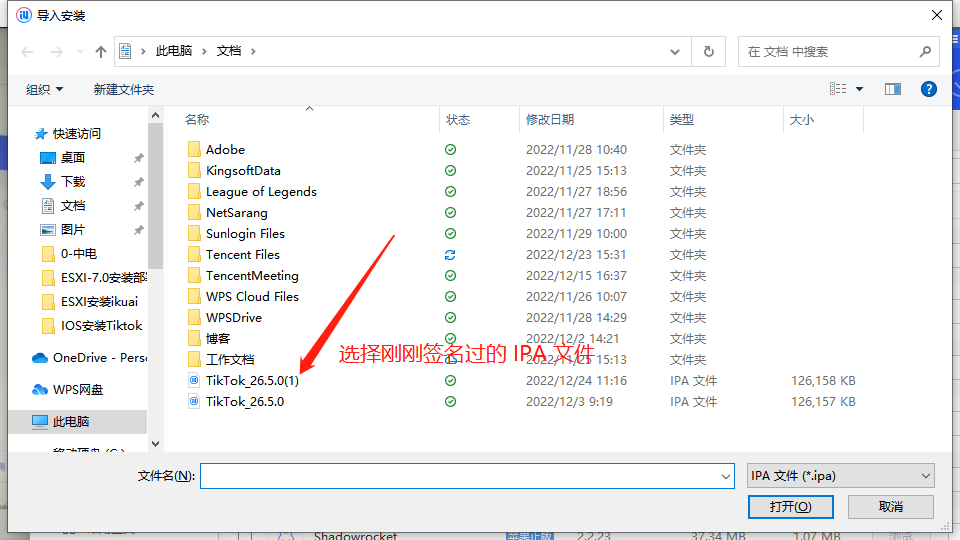 导入安装
此电脑 › 文档 ›
在 文档 中搜索
组织 新建文件夹
名称 状态 修改日期 类型 大小
快速访问
桌面
下载
文档
图片
0-中电
ESXI-7.0安装部署
ESXI安装ikuai
IOS安装Tiktok
OneDrive - Perso
WPS网盘
此电脑
Adobe 2022/11/28 10:40 文件夹
KingsoftData 2022/11/25 15:13 文件夹
League of Legends 2022/11/27 18:56 文件夹
NetSarang 2022/11/27 17:11 文件夹
Sunlogin Files 2022/11/29 10:00 文件夹
Tencent Files 2022/12/23 15:31 文件夹
TencentMeeting 2022/12/15 16:37 文件夹
WPS Cloud Files 2022/11/26 10:07 文件夹
WPSDrive 2022/11/28 14:29 文件夹
博客 2022/12/2 14:21 文件夹
工作文档 2022/11/25 15:13 文件夹
选择刚刚签名过的 IPA 文件
TikTok_26.5.0(1) 2022/12/24 11:16 IPA 文件 126,158 KB
TikTok_26.5.0 2022/12/3 9:19 IPA 文件 126,157 KB
文件名(N): IPA 文件 (*.ipa)
打开(O) 取消
Shadowrocket 2.2.23 37.34 MB 1.07 MB